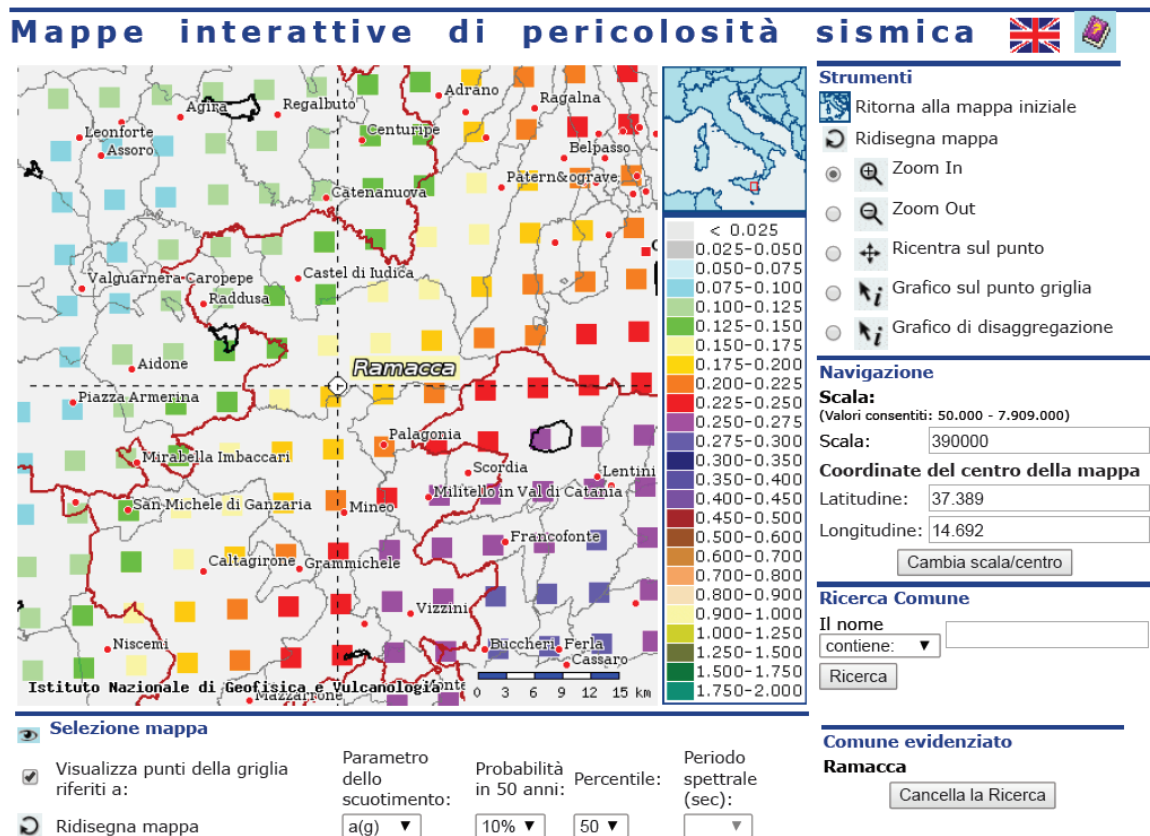 Mappe interattive di pericolosità sismica
Agira
Regalbuto
Adrano
Ragalna
Leonforte
Assoro
Centuripe
Belpasso
Patern&ograve;
Catenanuova
Valguarnera Caropepe
Castel di Iudica
Raddusa
Aidone
Ramacca
Piazza Armerina
Palagonia
Mirabella Imbaccari
Scordia
Lentini
Militello in Val di Catania
San Michele di Ganzaria
Mineo
Francofonte
Caltagirone
Grammichele
Vizzini
Niscemi
Buccheri
Ferla
Cassaro
Istituto Nazionale di Geofisica e Vulcanologia
Mazzarrone
0 3 6 9 12 15 km
< 0.025
0.025-0.050
0.050-0.075
0.075-0.100
0.100-0.125
0.125-0.150
0.150-0.175
0.175-0.200
0.200-0.225
0.225-0.250
0.250-0.275
0.275-0.300
0.300-0.350
0.350-0.400
0.400-0.450
0.450-0.500
0.500-0.600
0.600-0.700
0.700-0.800
0.800-0.900
0.900-1.000
1.000-1.250
1.250-1.500
1.500-1.750
1.750-2.000
Strumenti
Ritorna alla mappa iniziale
Ridisegna mappa
Zoom In
Zoom Out
Ricentra sul punto
Grafico sul punto griglia
Grafico di disaggregazione
Navigazione
Scala:
(Valori consentiti: 50.000 - 7.909.000)
Scala: 390000
Coordinate del centro della mappa
Latitudine: 37.389
Longitudine: 14.692
Cambia scala/centro
Ricerca Comune
Il nome
contiene:
Ricerca
Comune evidenziato
Ramacca
Cancella la Ricerca
Selezione mappa
Visualizza punti della griglia
riferiti a:
Parametro
dello
scuotimento:
a(g)
Probabilità
in 50 anni:
10%
Percentile:
50
Periodo
spettrale
(sec):
Ridisegna mappa